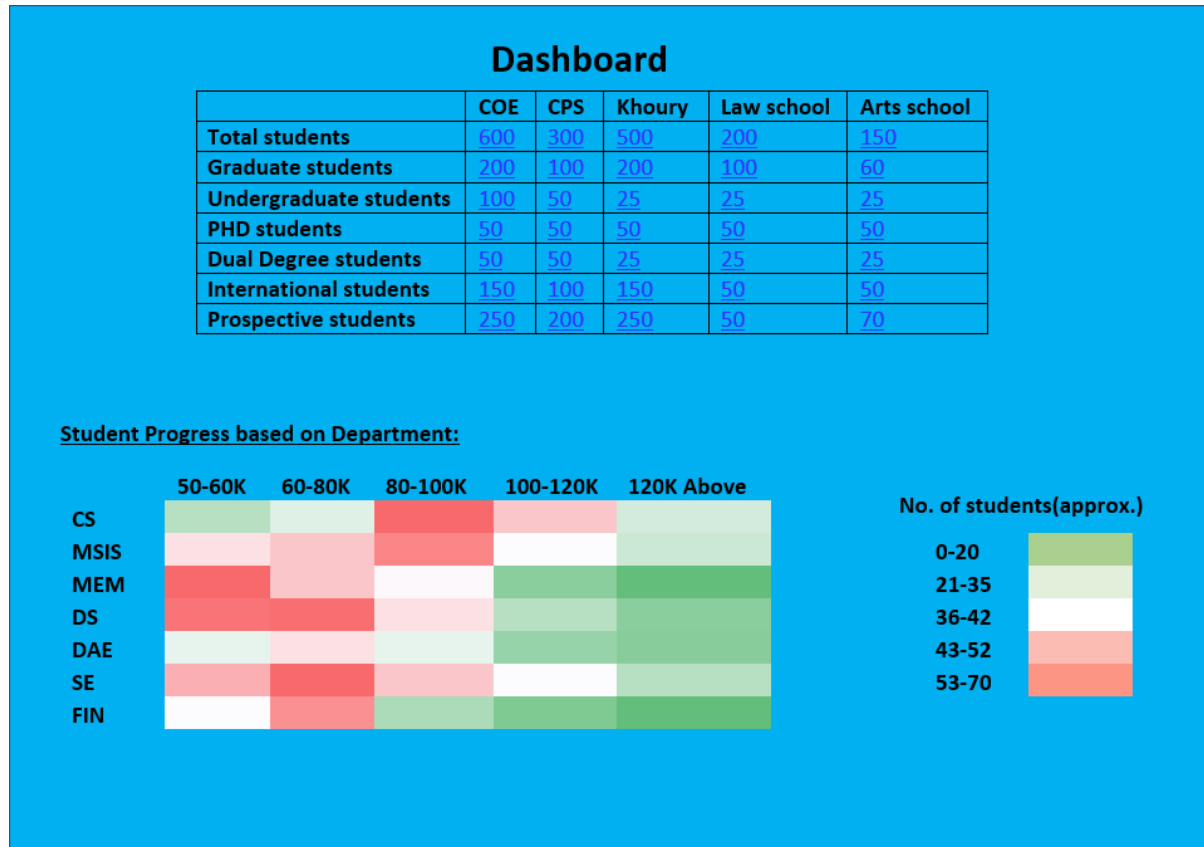 Dashboard
COE CPS Khoury Law school Arts school
Total students 600 300 500 200 150
Graduate students 200 100 200 100 60
Undergraduate students 100 50 25 25 25
PHD students 50 50 50 50 50
Dual Degree students 50 50 25 25 25
International students 150 100 150 50 50
Prospective students 250 200 250 50 70
Student Progress based on Department:
50-60K 60-80K 80-100K 100-120K 120K Above
CS
MSIS
MEM
DS
DAE
SE
FIN
No. of students(approx.)
0-20
21-35
36-42
43-52
53-70